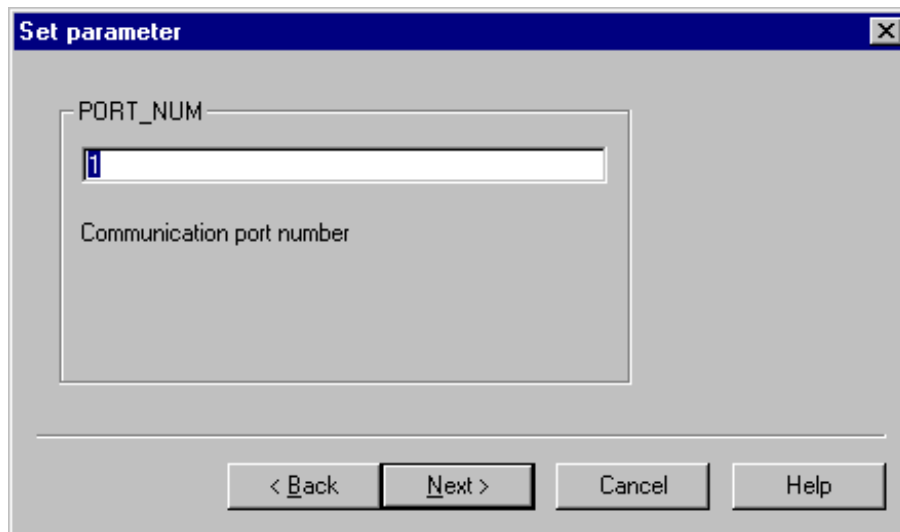 Set parameter
PORT_NUM
1
Communication port number
< Back
Next >
Cancel
Help